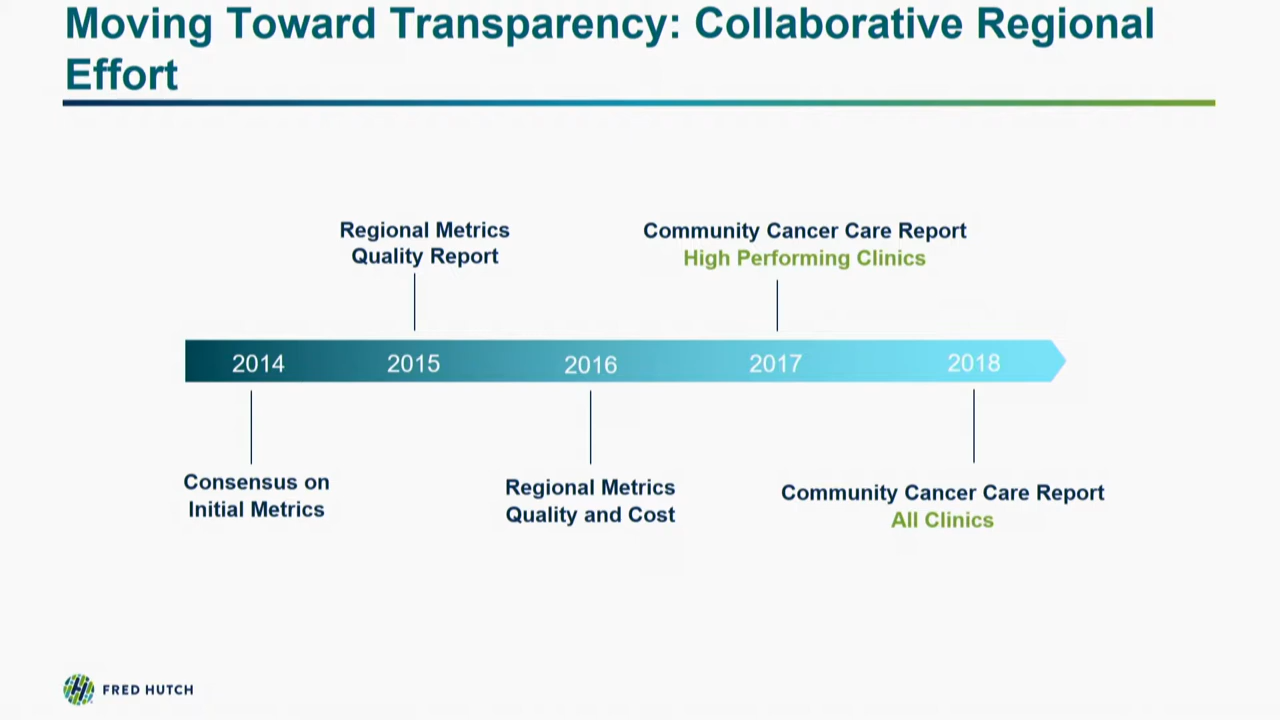 Moving Toward Transparency: Collaborative Regional
Effort
Regional Metrics
Quality Report
Community Cancer Care Report
High Performing Clinics
2014
2015
2016
2017
2018
Consensus on
Initial Metrics
Regional Metrics
Quality and Cost
Community Cancer Care Report
All Clinics
FRED HUTCH